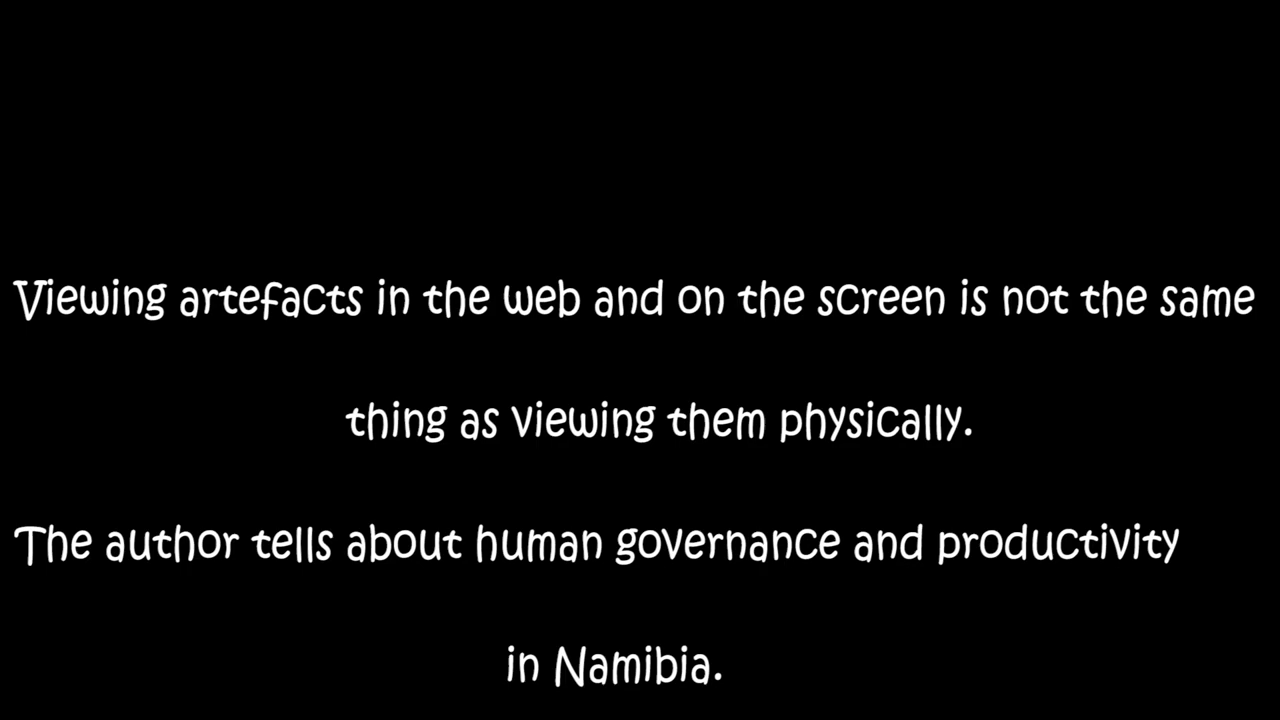 Viewing artefacts in the web and on the screen is not the same
thing as viewing them physically.
The author tells about human governance and productivity
in Namibia.